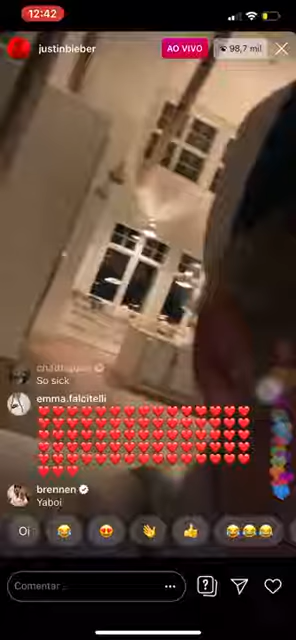 12:42
justinbieber
AO VIVO
98,7 mil
So sick
emma.falcitelli
brennen
Yaboi
Oi
Comentar...